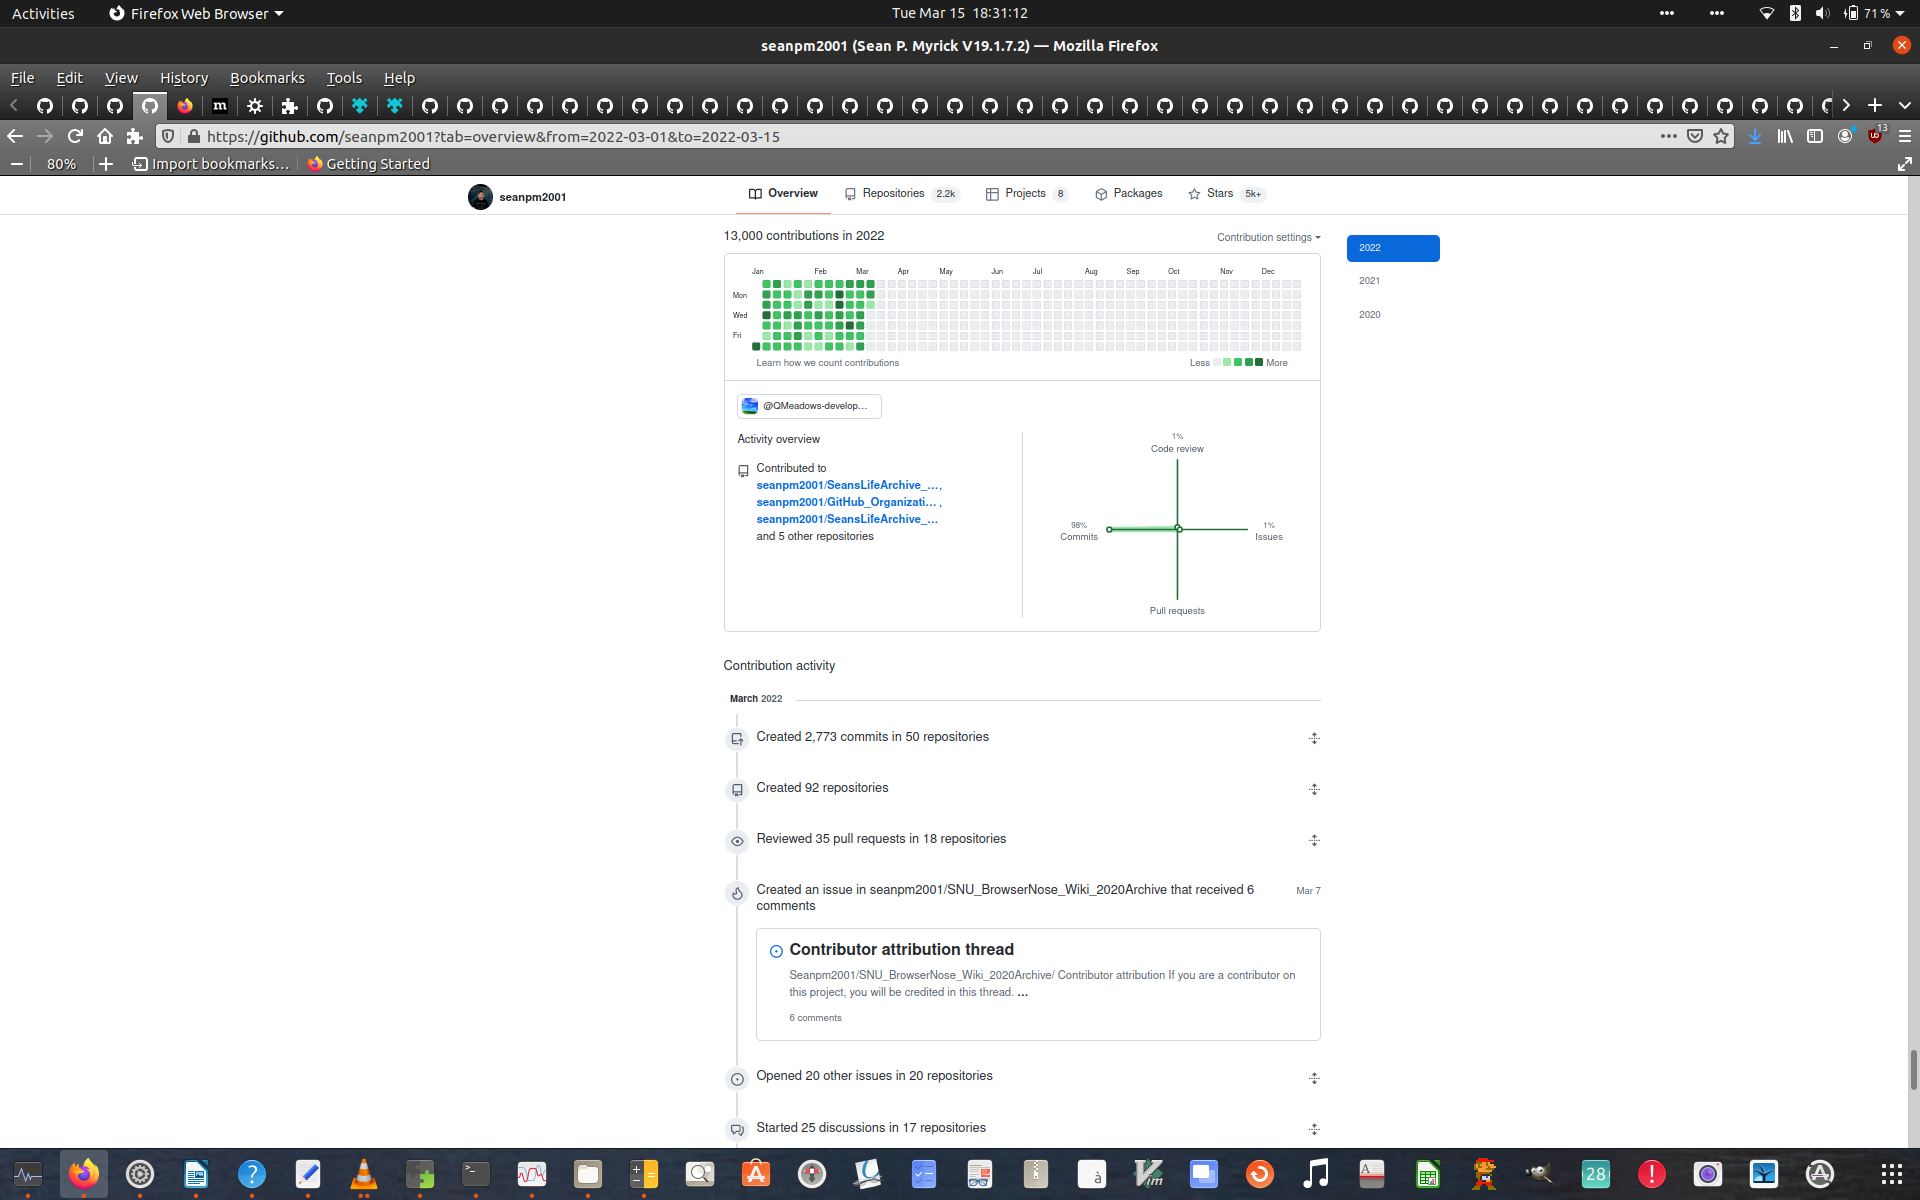 Activities
Firefox Web Browser
Tue Mar 15 18:31:12
71 %
seanpm2001 (Sean P. Myrick V19.1.7.2) — Mozilla Firefox
File Edit View History Bookmarks Tools Help
https://github.com/seanpm2001?tab=overview&from=2022-03-01&to=2022-03-15
13
80%
Import bookmarks...
Getting Started
seanpm2001
Overview
Repositories 2.2k
Projects 8
Packages
Stars 5k+
13,000 contributions in 2022
Contribution settings
2022
2021
2020
Jan Feb Mar Apr May Jun Jul Aug Sep Oct Nov Dec
Mon
Wed
Fri
Learn how we count contributions
Less More
@QMeadows-develop...
Activity overview
Contributed to
seanpm2001/SeansLifeArchive_... ,
seanpm2001/GitHub_Organizati... ,
seanpm2001/SeansLifeArchive_...
and 5 other repositories
1%
Code review
98%
Commits
1%
Issues
Pull requests
Contribution activity
March 2022
Created 2,773 commits in 50 repositories
Created 92 repositories
Reviewed 35 pull requests in 18 repositories
Created an issue in seanpm2001/SNU_BrowserNose_Wiki_2020Archive that received 6
comments
Mar 7
Contributor attribution thread
Seanpm2001/SNU_BrowserNose_Wiki_2020Archive/ Contributor attribution If you are a contributor on
this project, you will be credited in this thread. ...
6 comments
Opened 20 other issues in 20 repositories
Started 25 discussions in 17 repositories
28